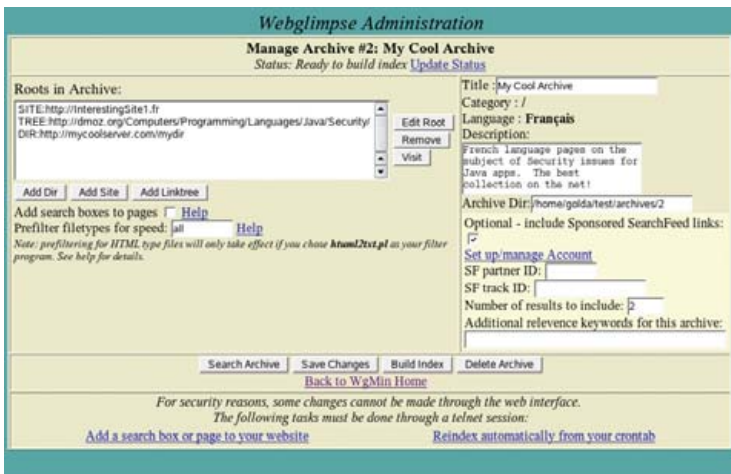 Webglimpse Administration
Manage Archive #2: My Cool Archive
Status: Ready to build index Update Status
Roots in Archive:
SITE:http://InterestingSite1.fr
TREE:http://dmoz.org/Computers/Programming/Languages/Java/Security/
DIR:http://mycoolserver.com/mydir
Edit Root
Remove
Visit
Add Dir Add Site Add Linktree
Add search boxes to pages Help
Prefilter filetypes for speed: all Help
Note: prefiltering for HTML type files will only take effect if you chose htuml2txt.pl as your filter
program. See help for details.
Title : My Cool Archive
Category : /
Language : Français
Description:
French language pages on the
subject of Security issues for
Java apps. The best
collection on the net!
Archive Dir: /home/golda/test/archives/2
Optional - include Sponsored SearchFeed links:
Set up/manage Account
SF partner ID:
SF track ID:
Number of results to include: 2
Additional relevence keywords for this archive:
Search Archive Save Changes Build Index Delete Archive
Back to WgMin Home
For security reasons, some changes cannot be made through the web interface.
The following tasks must be done through a telnet session:
Add a search box or page to your website Reindex automatically from your crontab